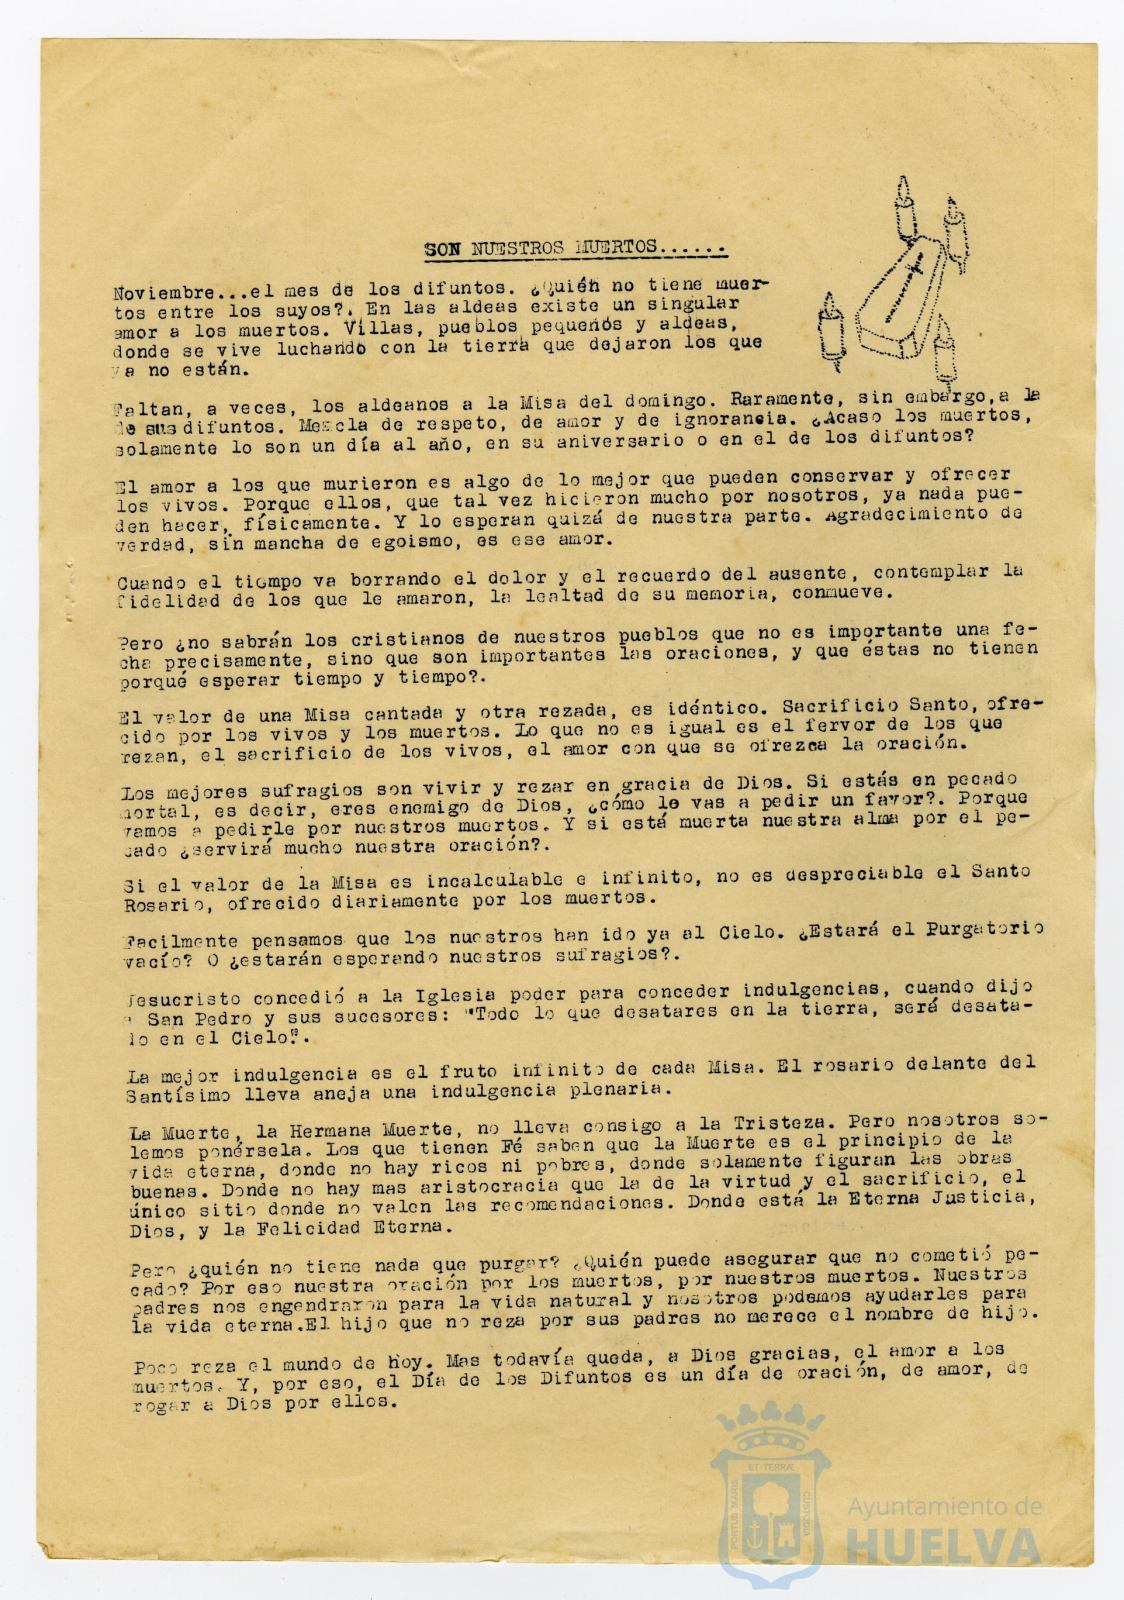 SON NUESTROS MUERTOS......
Noviembre...el mes de los difuntos. ¿Quién no tiene muer-
tos entre los suyos?. En las aldeas existe un singular
amor a los muertos. Villas, pueblos pequeños y aldeas,
donde se vive luchando con la tierra que dejaron los que
ya no están.
Faltan, a veces, los aldeanos a la Misa del domingo. Raramente, sin embargo, a la
de sus difuntos. Mezcla de respeto, de amor y de ignorancia. ¿Acaso los muertos,
solamente lo son un día al año, en su aniversario o en el de los difuntos?
El amor a los que murieron es algo de lo mejor que pueden conservar y ofrecer
los vivos. Porque ellos, que tal vez hicieron mucho por nosotros, ya nada pue-
den hacer, físicamente. Y lo esperan quizá de nuestra parte. Agradecimiento de
verdad, sin mancha de egoismo, es ese amor.
Cuando el tiempo va borrando el dolor y el recuerdo del ausente, contemplar la
fidelidad de los que le amaron, la lealtad de su memoria, conmueve.
Pero ¿no sabrán los cristianos de nuestros pueblos que no es importante una fe-
cha precisamente, sino que son importantes las oraciones, y que éstas no tienen
porqué esperar tiempo y tiempo?.
El valor de una Misa cantada y otra rezada, es idéntico. Sacrificio Santo, ofre-
cido por los vivos y los muertos. Lo que no es igual es el fervor de los que
rezan, el sacrificio de los vivos, el amor con que se ofrezca la oración.
Los mejores sufragios son vivir y rezar en gracia de Dios. Si estás en pecado
mortal, es decir, eres enemigo de Dios, ¿cómo le vas a pedir un favor?. Porque
vamos a pedirle por nuestros muertos. Y si está muerta nuestra alma por el pe-
cado ¿servirá mucho nuestra oración?.
Si el valor de la Misa es incalculable e infinito, no es despreciable el Santo
Rosario, ofrecido diariamente por los muertos.
Facilmente pensamos que los nuestros han ido ya al Cielo. ¿Estará el Purgatorio
vacío? O ¿estarán esperando nuestros sufragios?.
Jesucristo concedió a la Iglesia poder para conceder indulgencias, cuando dijo
a San Pedro y sus sucesores: "Todo lo que desatares en la tierra, será desata-
do en el Cielo".
La mejor indulgencia es el fruto infinito de cada Misa. El rosario delante del
Santísimo lleva aneja una indulgencia plenaria.
La Muerte, la Hermana Muerte, no lleva consigo a la Tristeza. Pero nosotros so-
lemos ponérsela. Los que tienen Fé saben que la Muerte es el principio de la
vida eterna, donde no hay ricos ni pobres, donde solamente figuran las obras
buenas. Donde no hay mas aristocracia que la de la virtud y el sacrificio, el
único sitio donde no valen las recomendaciones. Donde está la Eterna Justicia,
Dios, y la Felicidad Eterna.
Pero ¿quién no tiene nada que purgar? ¿Quién puede asegurar que no cometió pe-
cado? Por eso nuestra oración por los muertos, por nuestros muertos. Nuestros
padres nos engendraron para la vida natural y nosotros podemos ayudarles para
la vida eterna.El hijo que no reza por sus padres no merece el nombre de hijo.
Poco reza el mundo de hoy. Mas todavía queda, a Dios gracias, el amor a los
muertos. Y, por eso, el Día de los Difuntos es un día de oración, de amor, de
rogar a Dios por ellos.
ET TERRÆ
PORTUS MARIS
CUSTODIA
Ayuntamiento de
HUELVA